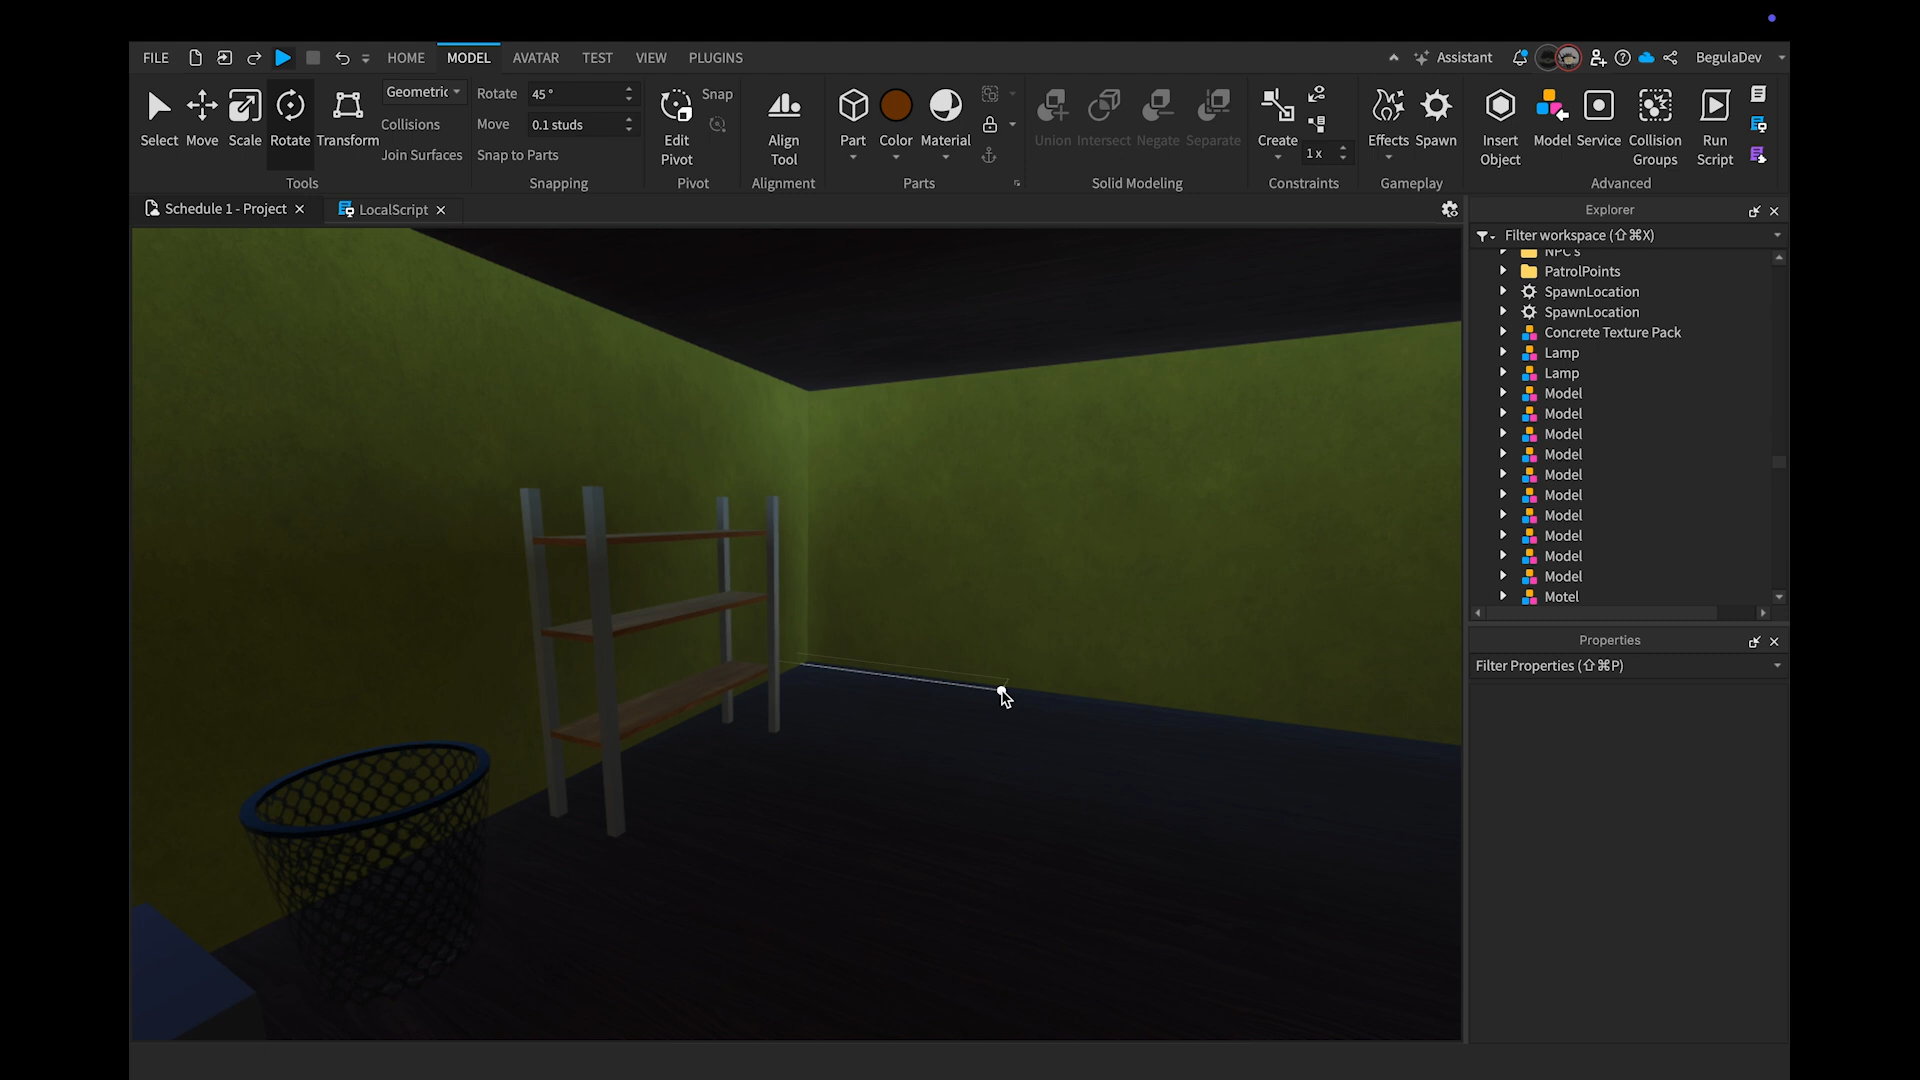 FILE HOME MODEL AVATAR TEST VIEW PLUGINS Assistant BegulaDev
Select Move Scale Rotate Transform
Geometric
Collisions
Join Surfaces
Tools
Rotate 45 °
Move 0.1 studs
Snap to Parts
Snapping
Edit Pivot
Snap
Pivot
Align Tool
Alignment
Part Color Material
Parts
Union Intersect Negate Separate
Solid Modeling
Create
1 x
Constraints
Effects Spawn
Gameplay
Insert Object Model Service Collision Groups Run Script
Advanced
Schedule 1 - Project LocalScript
Explorer
Filter workspace (⇧⌘X)
NPC's
PatrolPoints
SpawnLocation
SpawnLocation
Concrete Texture Pack
Lamp
Lamp
Model
Model
Model
Model
Model
Model
Model
Model
Model
Model
Motel
Properties
Filter Properties (⇧⌘P)